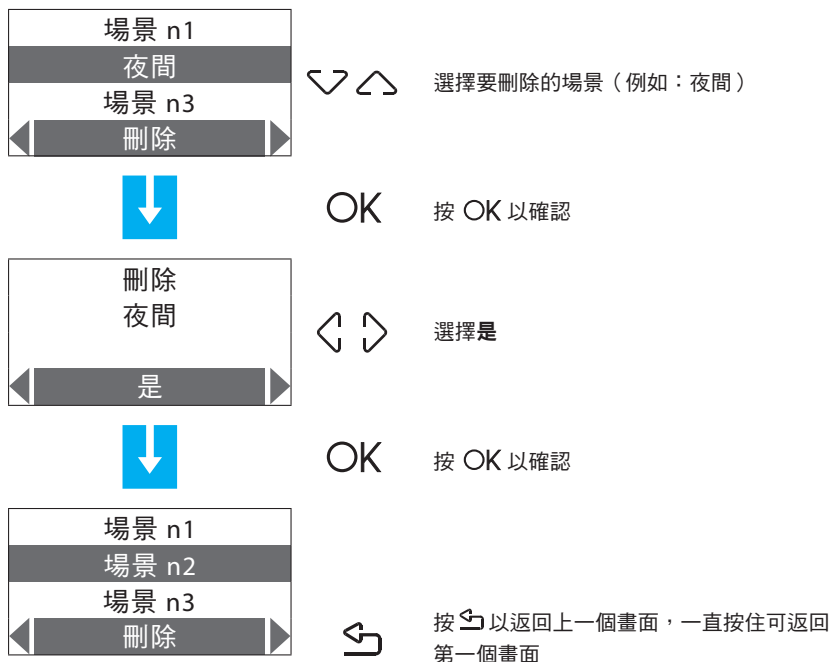 場景 n1
夜間
場景 n3
刪除
選擇要刪除的場景（例如：夜間）
OK
按 OK 以確認
刪除
夜間
是
選擇是
OK
按 OK 以確認
場景 n1
場景 n2
場景 n3
刪除
按 以返回上一個畫面，一直按住可返回
第一個畫面